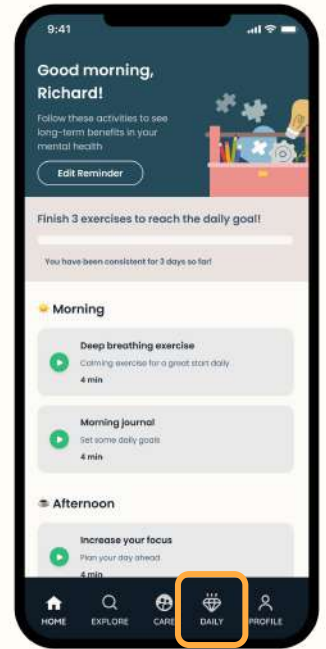 9:41
Good morning,
Richard!
Follow these activities to see
long-term benefits in your
mental health
Edit Reminder
Finish 3 exercises to reach the daily goal!
You have been consistent for 3 days so far!
Morning
Deep breathing exercise
Calming exercise for a great start daily
4 min
Morning journal
Set some daily goals
4 min
Afternoon
Increase your focus
Plan your day ahead
4 min
HOME EXPLORE CARE DAILY PROFILE